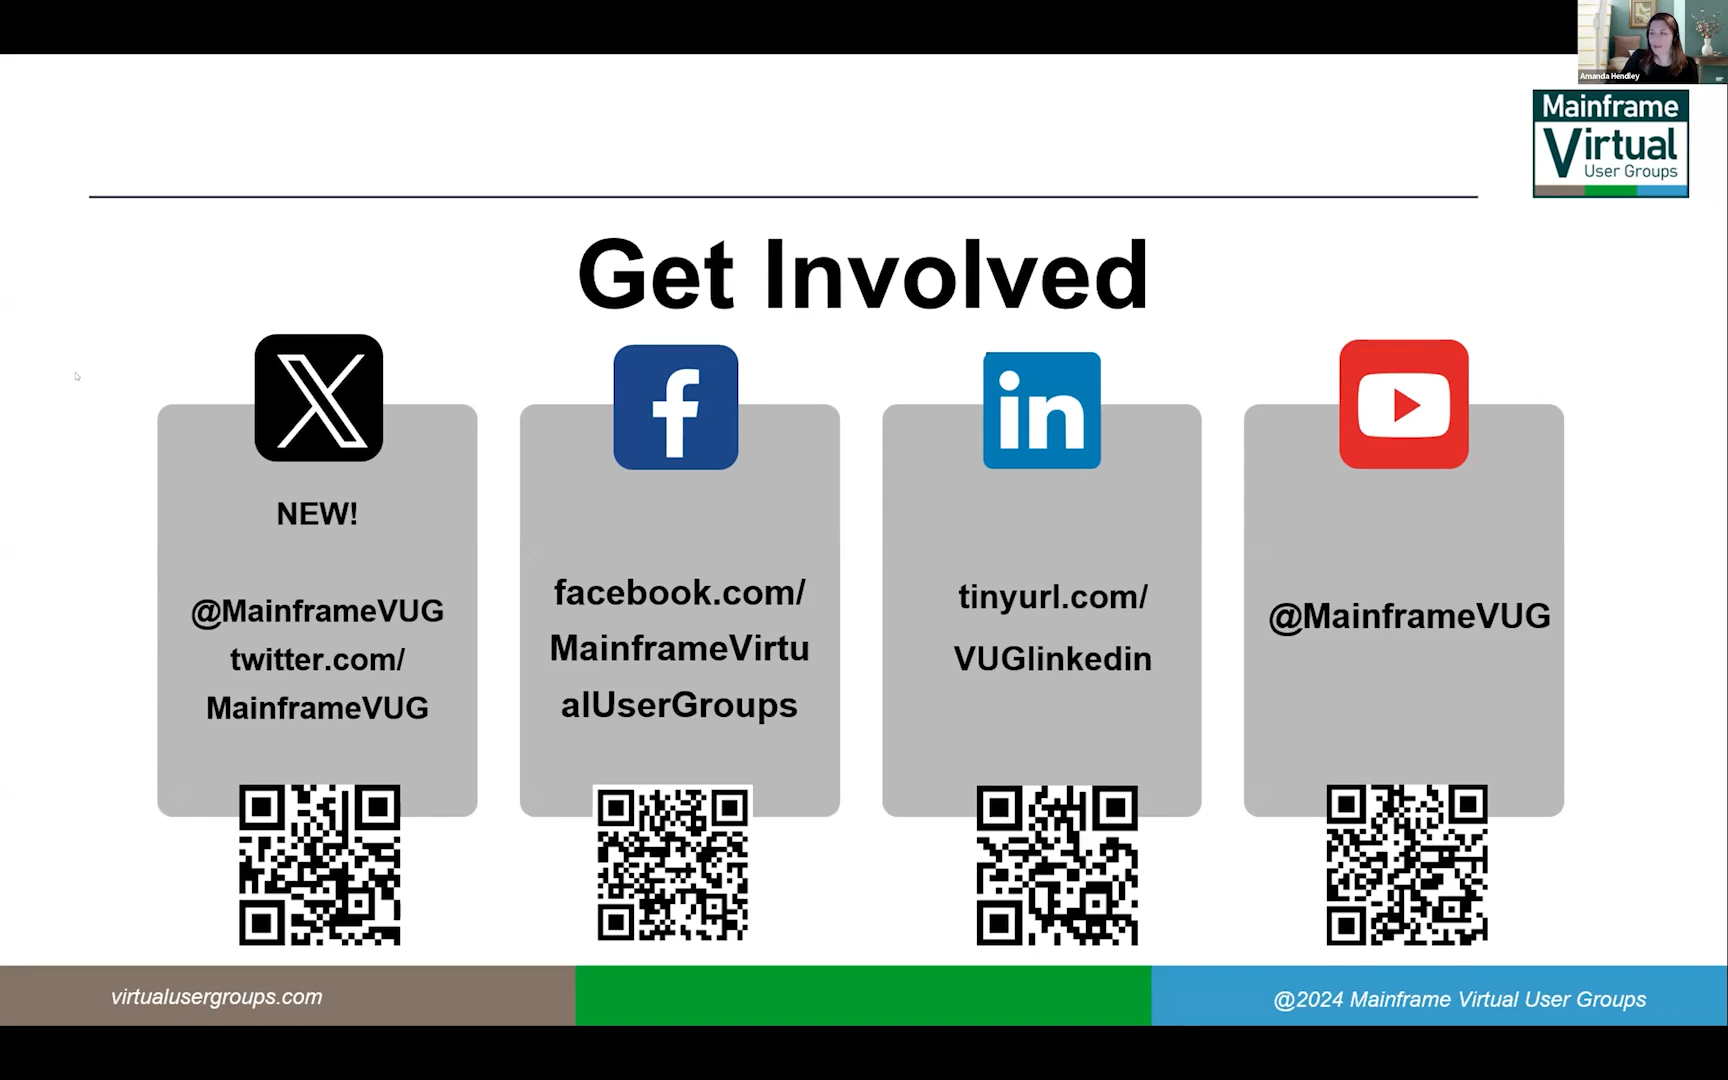 Amanda Hendley
Mainframe
Virtual
User Groups
Get Involved
NEW!
@MainframeVUG
twitter.com/
MainframeVUG
facebook.com/
MainframeVirtu
alUserGroups
tinyurl.com/
VUGlinkedin
@MainframeVUG
virtualusergroups.com
@2024 Mainframe Virtual User Groups